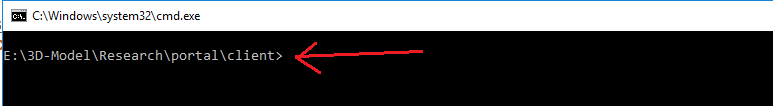 C:\Windows\system32\cmd.exe
E:\3D-Model\Research\portal\client>